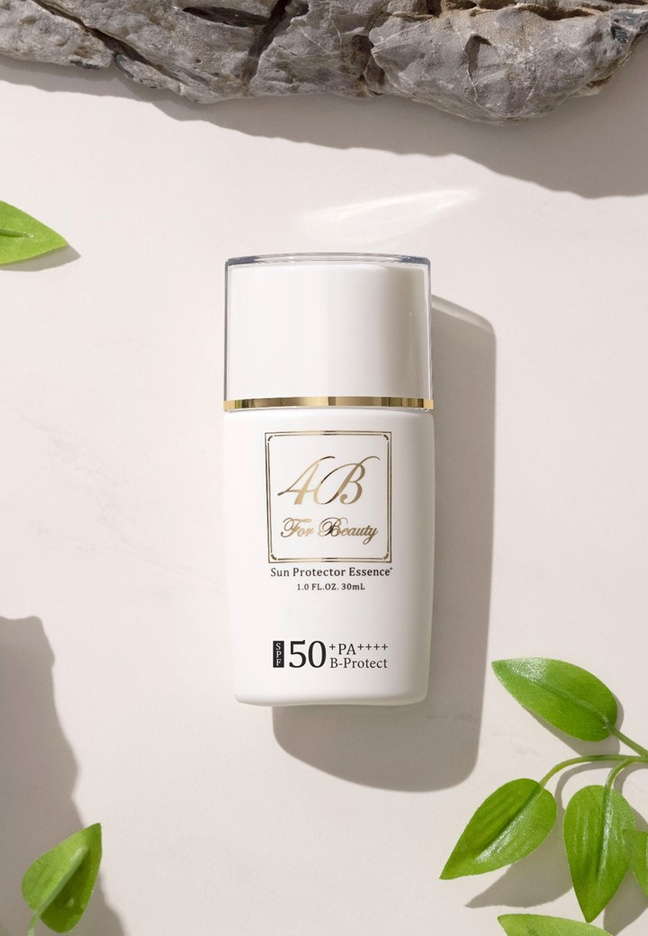 4B
For Beauty
Sun Protector Essence+
1.0 FL.OZ. 30mL
SPF 50+ PA++++
B-Protect